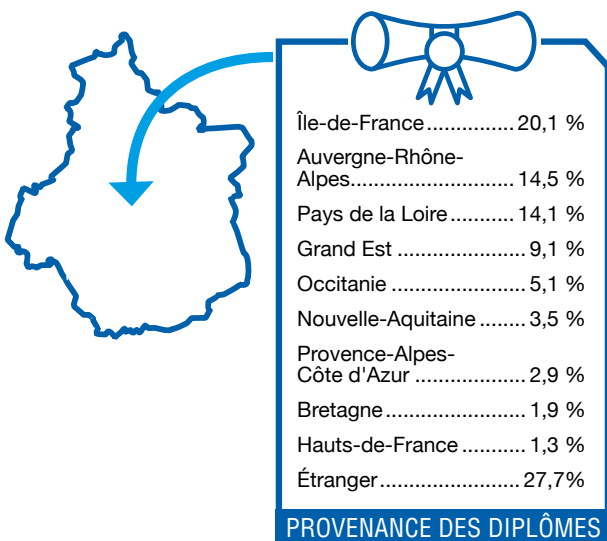 Île-de-France............... 20,1 %
Auvergne-Rhône-
Alpes............................ 14,5 %
Pays de la Loire........... 14,1 %
Grand Est ..................... 9,1 %
Occitanie ...................... 5,1 %
Nouvelle-Aquitaine ........ 3,5 %
Provence-Alpes-
Côte d'Azur ................... 2,9 %
Bretagne ........................ 1,9 %
Hauts-de-France ........... 1,3 %
Étranger........................ 27,7%
PROVENANCE DES DIPLÔMES